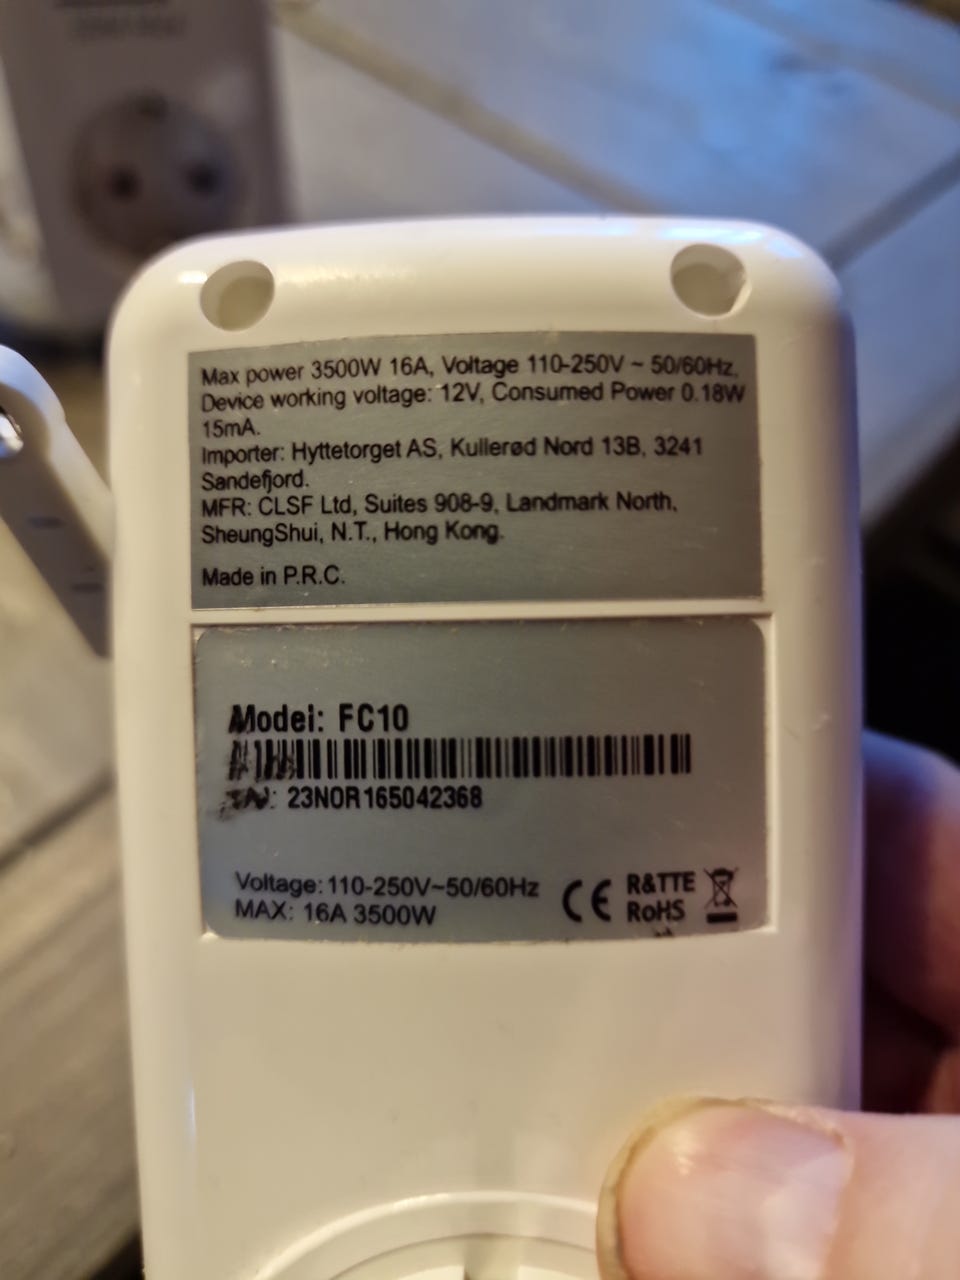 Max power 3500W 16A, Voltage 110-250V ~ 50/60Hz,
Device working voltage: 12V, Consumed Power 0.18W
15mA.
Importer: Hyttetorget AS, Kullerød Nord 13B, 3241
Sandefjord.
MFR: CLSF Ltd, Suites 908-9, Landmark North,
SheungShui, N.T., Hong Kong.
Made in P.R.C.
Model: FC10
SN: 23NOR165042368
Voltage: 110-250V~50/60Hz
MAX: 16A 3500W
CE
R&TTE
RoHS